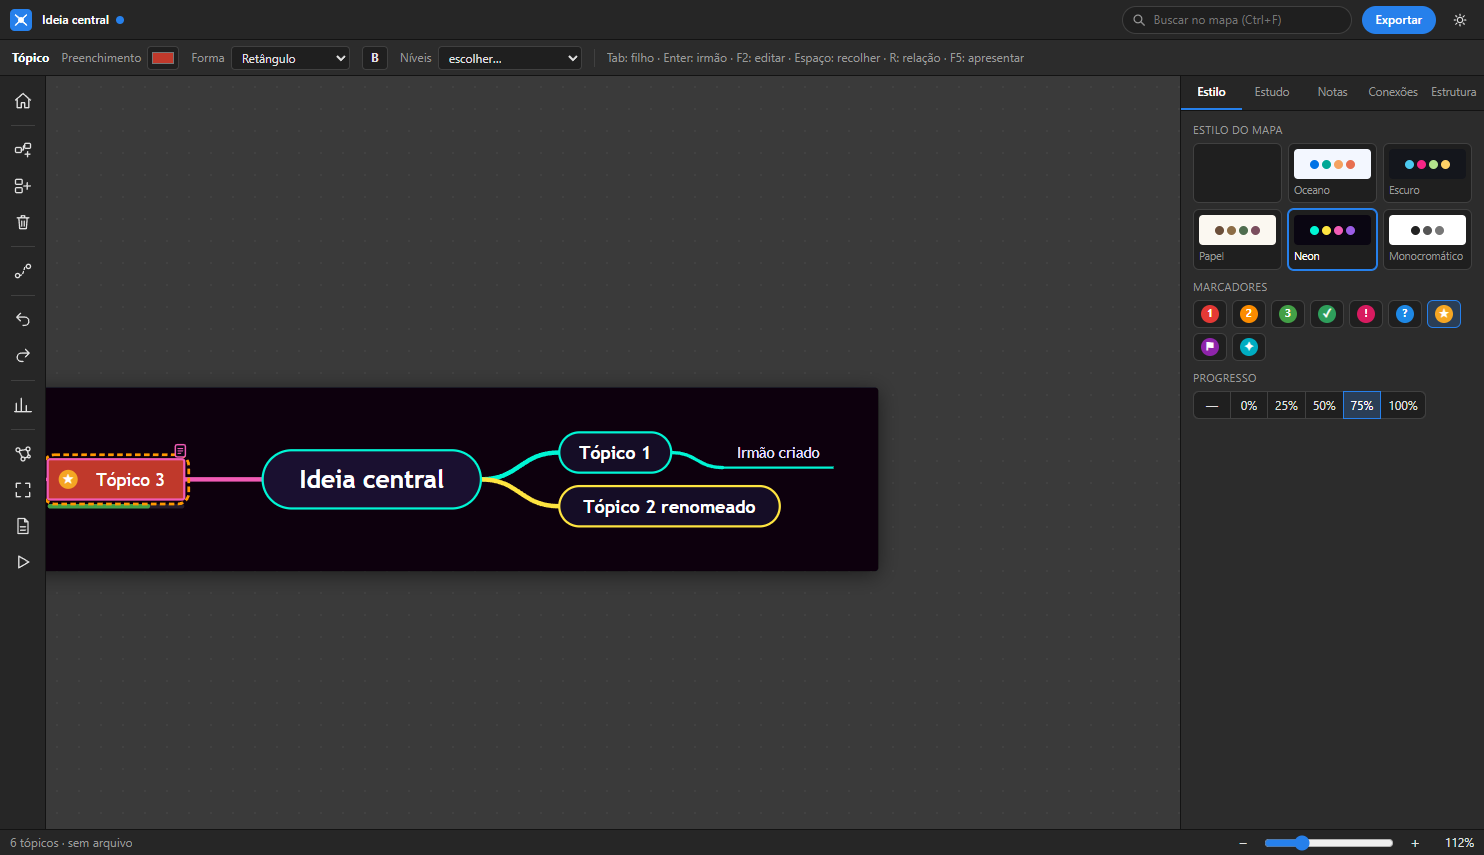 Ideia central
Buscar no mapa (Ctrl+F)
Exportar
Tópico
Preenchimento
Forma
Retângulo
B
Níveis
escolher...
Tab: filho · Enter: irmão · F2: editar · Espaço: recolher · R: relação · F5: apresentar
Estilo
Estudo
Notas
Conexões
Estrutura
ESTILO DO MAPA
Oceano
Escuro
Papel
Neon
Monocromático
MARCADORES
1
2
3
!
?
PROGRESSO
—
0%
25%
50%
75%
100%
Tópico 3
Ideia central
Tópico 1
Irmão criado
Tópico 2 renomeado
6 tópicos · sem arquivo
−
+
112%